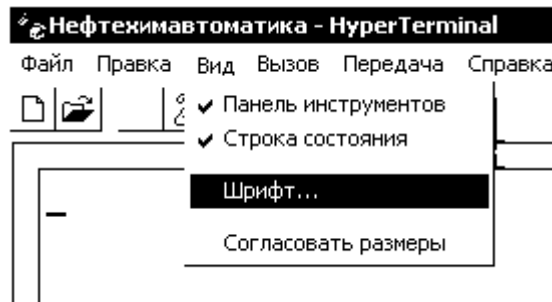 Нефтехимавтоматика - HyperTerminal
Файл Правка Вид Вызов Передача Справка
Панель инструментов
Строка состояния
Шрифт...
Согласовать размеры